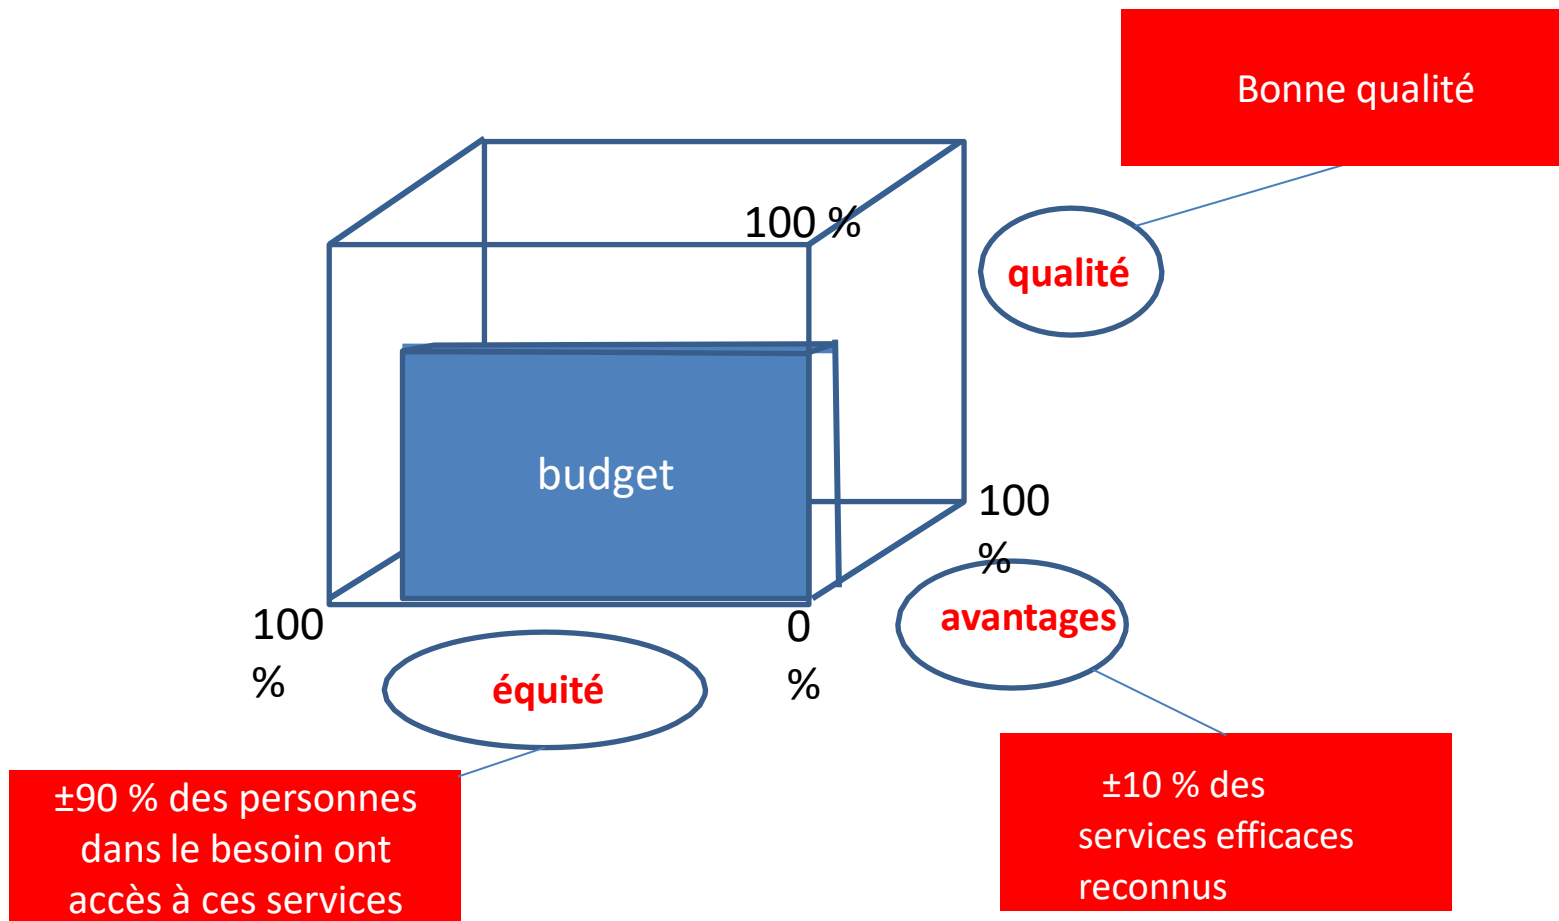 Bonne qualité
100 %
qualité
budget
100
%
avantages
100
%
0
%
équité
±90 % des personnes
dans le besoin ont
accès à ces services
±10 % des
services efficaces
reconnus